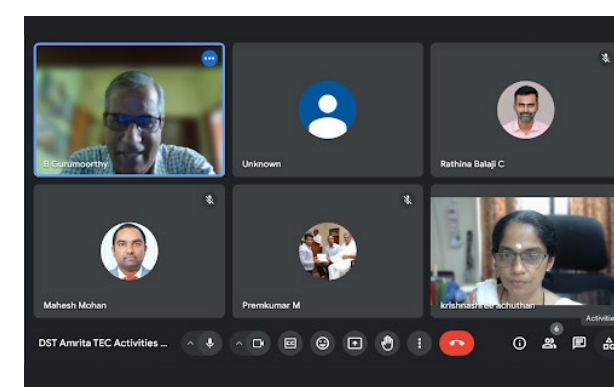 B Gurumoorthy
Unknown
Rathina Balaji C
Mahesh Mohan
Premkumar M
krishnashree achuthan
Activitie
6
DST Amrita TEC Activities ...